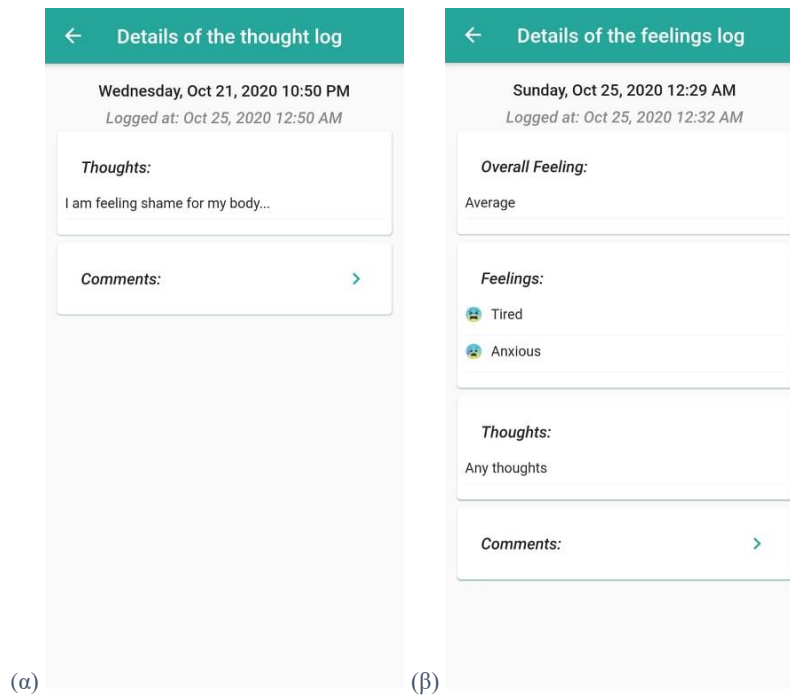 Details of the thought log
Wednesday, Oct 21, 2020 10:50 PM
Logged at: Oct 25, 2020 12:50 AM
Thoughts:
I am feeling shame for my body...
Comments:
(α)
Details of the feelings log
Sunday, Oct 25, 2020 12:29 AM
Logged at: Oct 25, 2020 12:32 AM
Overall Feeling:
Average
Feelings:
Tired
Anxious
Thoughts:
Any thoughts
Comments:
(β)